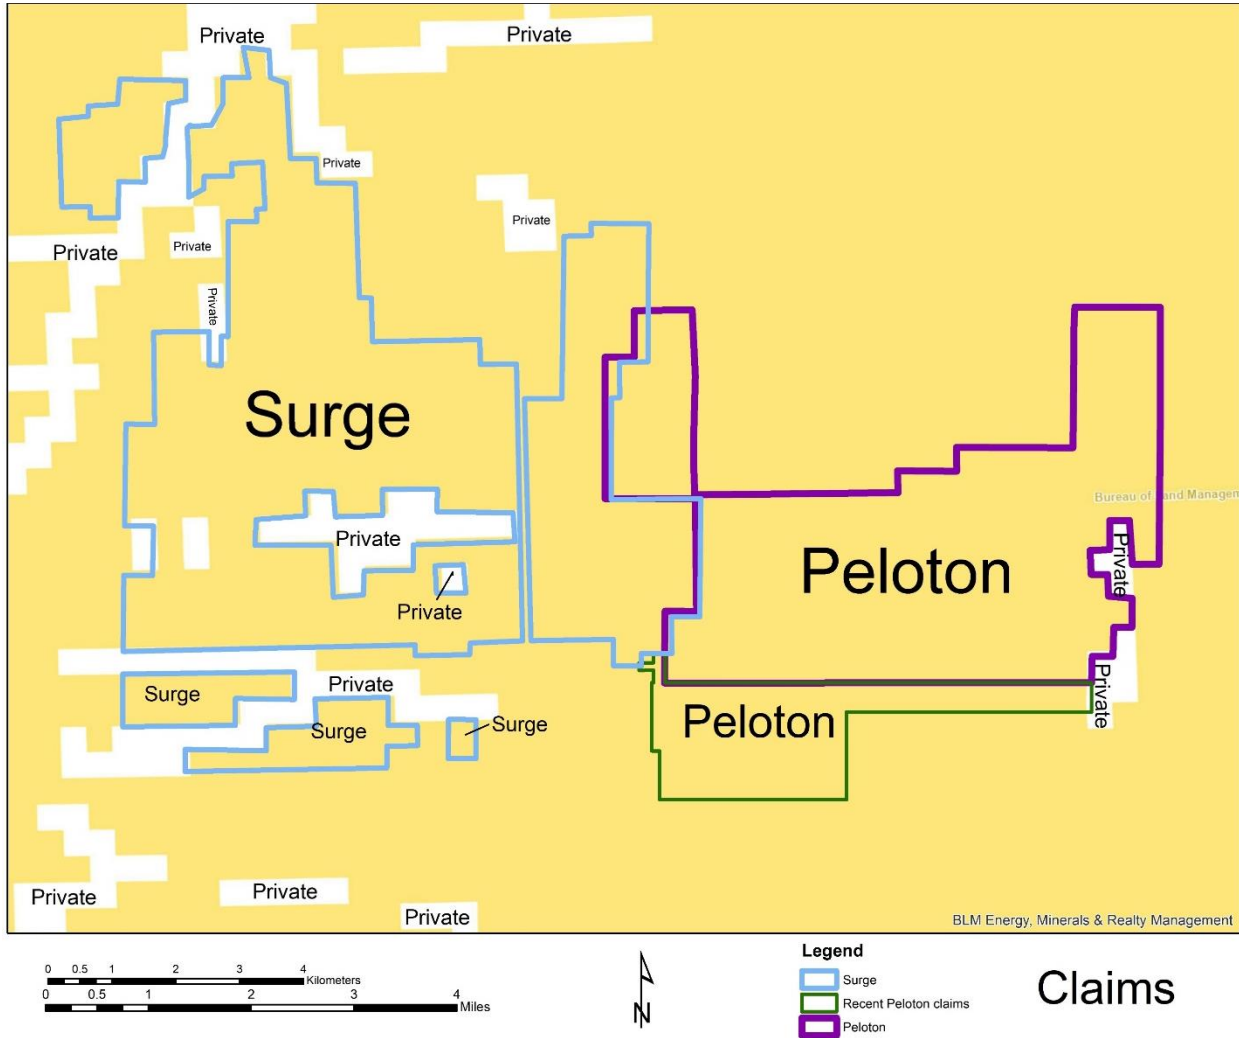 Private
Private
Private
Private
Private
Private
Private
Surge
Bureau of Land Managem
Private
Peloton
Private
Private
Surge
Private
Private
Surge
Surge
Peloton
Private
Private
Private
BLM Energy, Minerals & Realty Management
0 0.5 1 2 3 4
Kilometers
0 0.5 1 2 3 4
Miles
N
Legend
Surge
Recent Peloton claims
Peloton
Claims